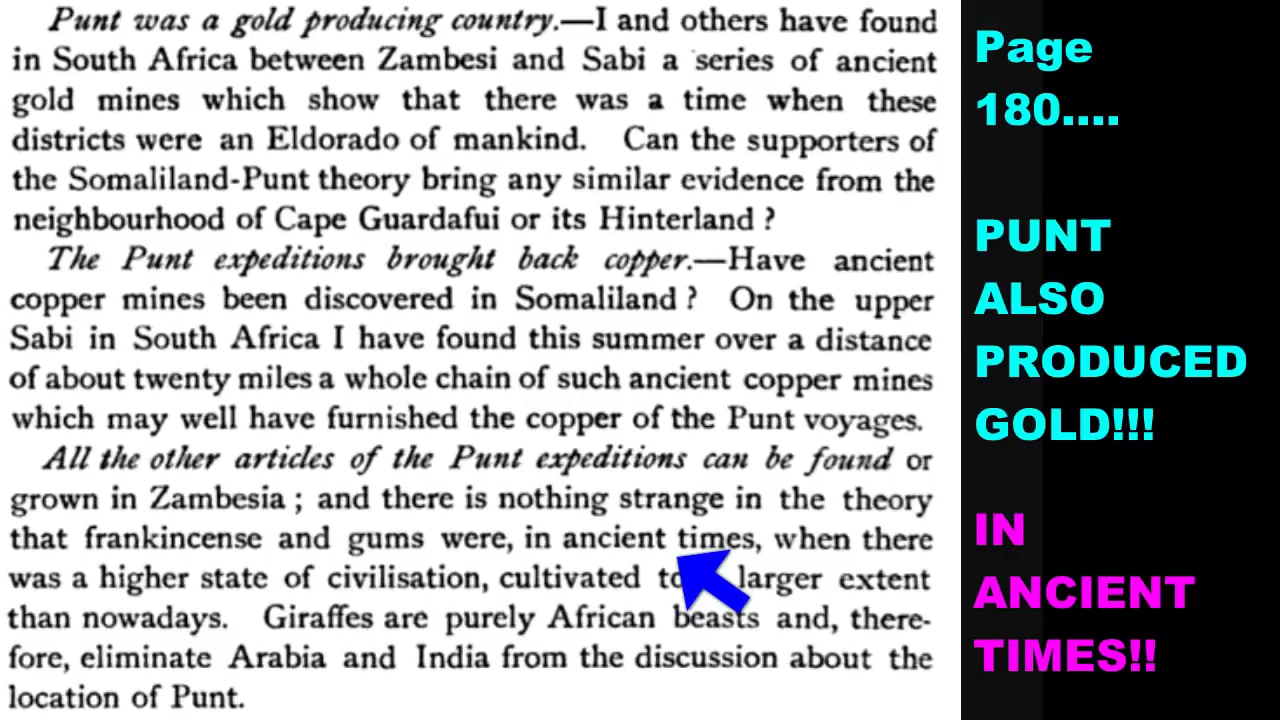 Punt was a gold producing country.—I and others have found
in South Africa between Zambesi and Sabi a series of ancient
gold mines which show that there was a time when these
districts were an Eldorado of mankind. Can the supporters of
the Somaliland-Punt theory bring any similar evidence from the
neighbourhood of Cape Guardafui or its Hinterland ?
The Punt expeditions brought back copper.—Have ancient
copper mines been discovered in Somaliland ? On the upper
Sabi in South Africa I have found this summer over a distance
of about twenty miles a whole chain of such ancient copper mines
which may well have furnished the copper of the Punt voyages.
All the other articles of the Punt expeditions can be found or
grown in Zambesia ; and there is nothing strange in the theory
that frankincense and gums were, in ancient times, when there
was a higher state of civilisation, cultivated larger extent
than nowadays. Giraffes are purely African beasts and, there-
fore, eliminate Arabia and India from the discussion about the
location of Punt.
Page
180....
PUNT
ALSO
PRODUCED
GOLD!!!
IN
ANCIENT
TIMES!!